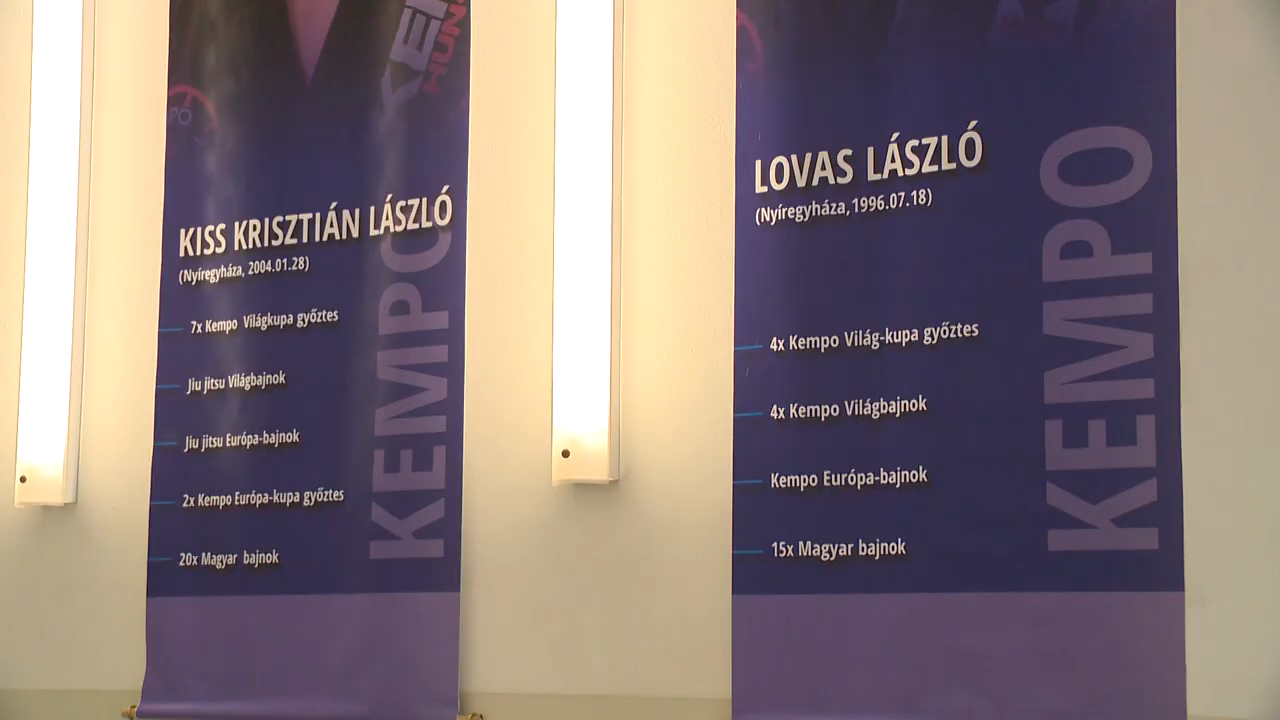 KISS KRISZTIÁN LÁSZLÓ
(Nyíregyháza, 2004.01.28)
7x Kempo Világkupa győztes
Jiu jitsu Világbajnok
Jiu jitsu Európa-bajnok
2x Kempo Európa-kupa győztes
20x Magyar bajnok
KEMPO
LOVAS LÁSZLÓ
(Nyíregyháza,1996.07.18)
4x Kempo Világ-kupa győztes
4x Kempo Világbajnok
Kempo Európa-bajnok
15x Magyar bajnok
KEMPO